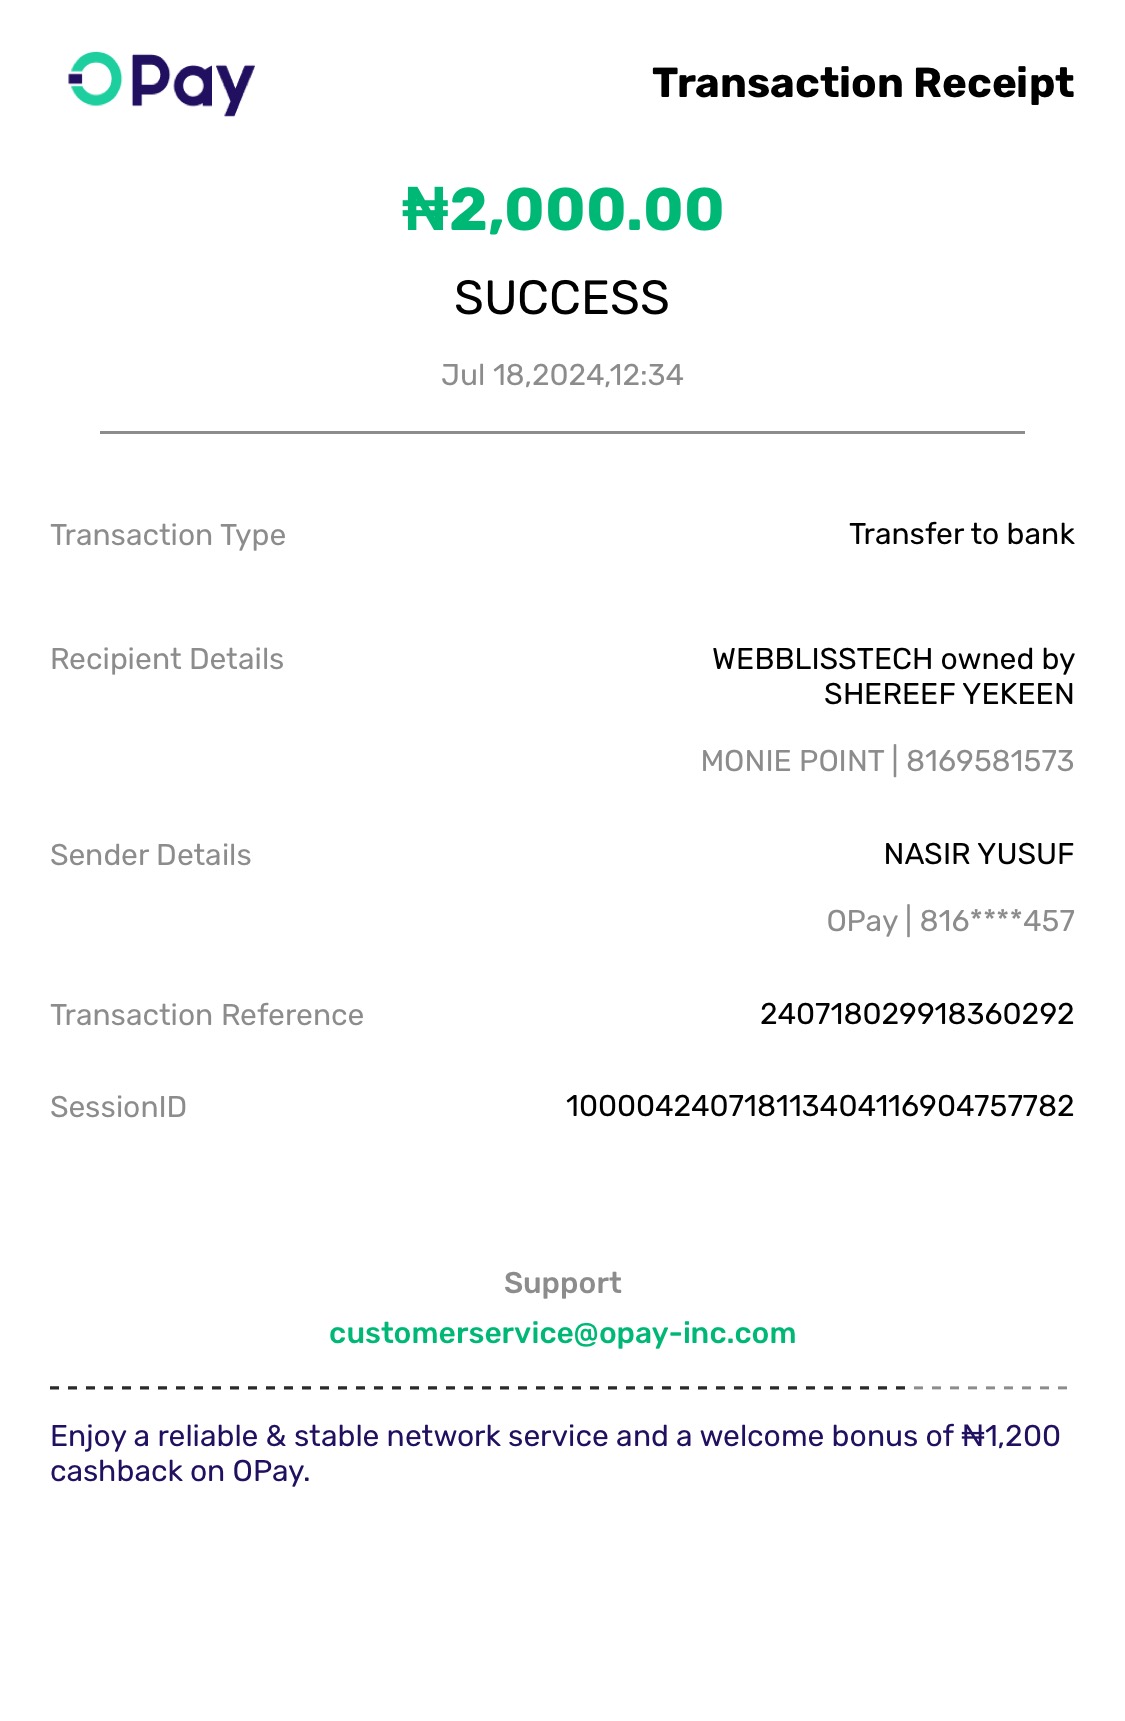 OPay
Transaction Receipt
₦2,000.00
SUCCESS
Jul 18,2024,12:34
Transaction Type
Transfer to bank
Recipient Details
WEBBLISSTECH owned by
SHEREEF YEKEEN
MONIE POINT | 8169581573
Sender Details
NASIR YUSUF
OPay | 816****457
Transaction Reference
240718029918360292
SessionID
100004240718113404116904757782
Support
customerservice@opay-inc.com
Enjoy a reliable & stable network service and a welcome bonus of ₦1,200
cashback on OPay.